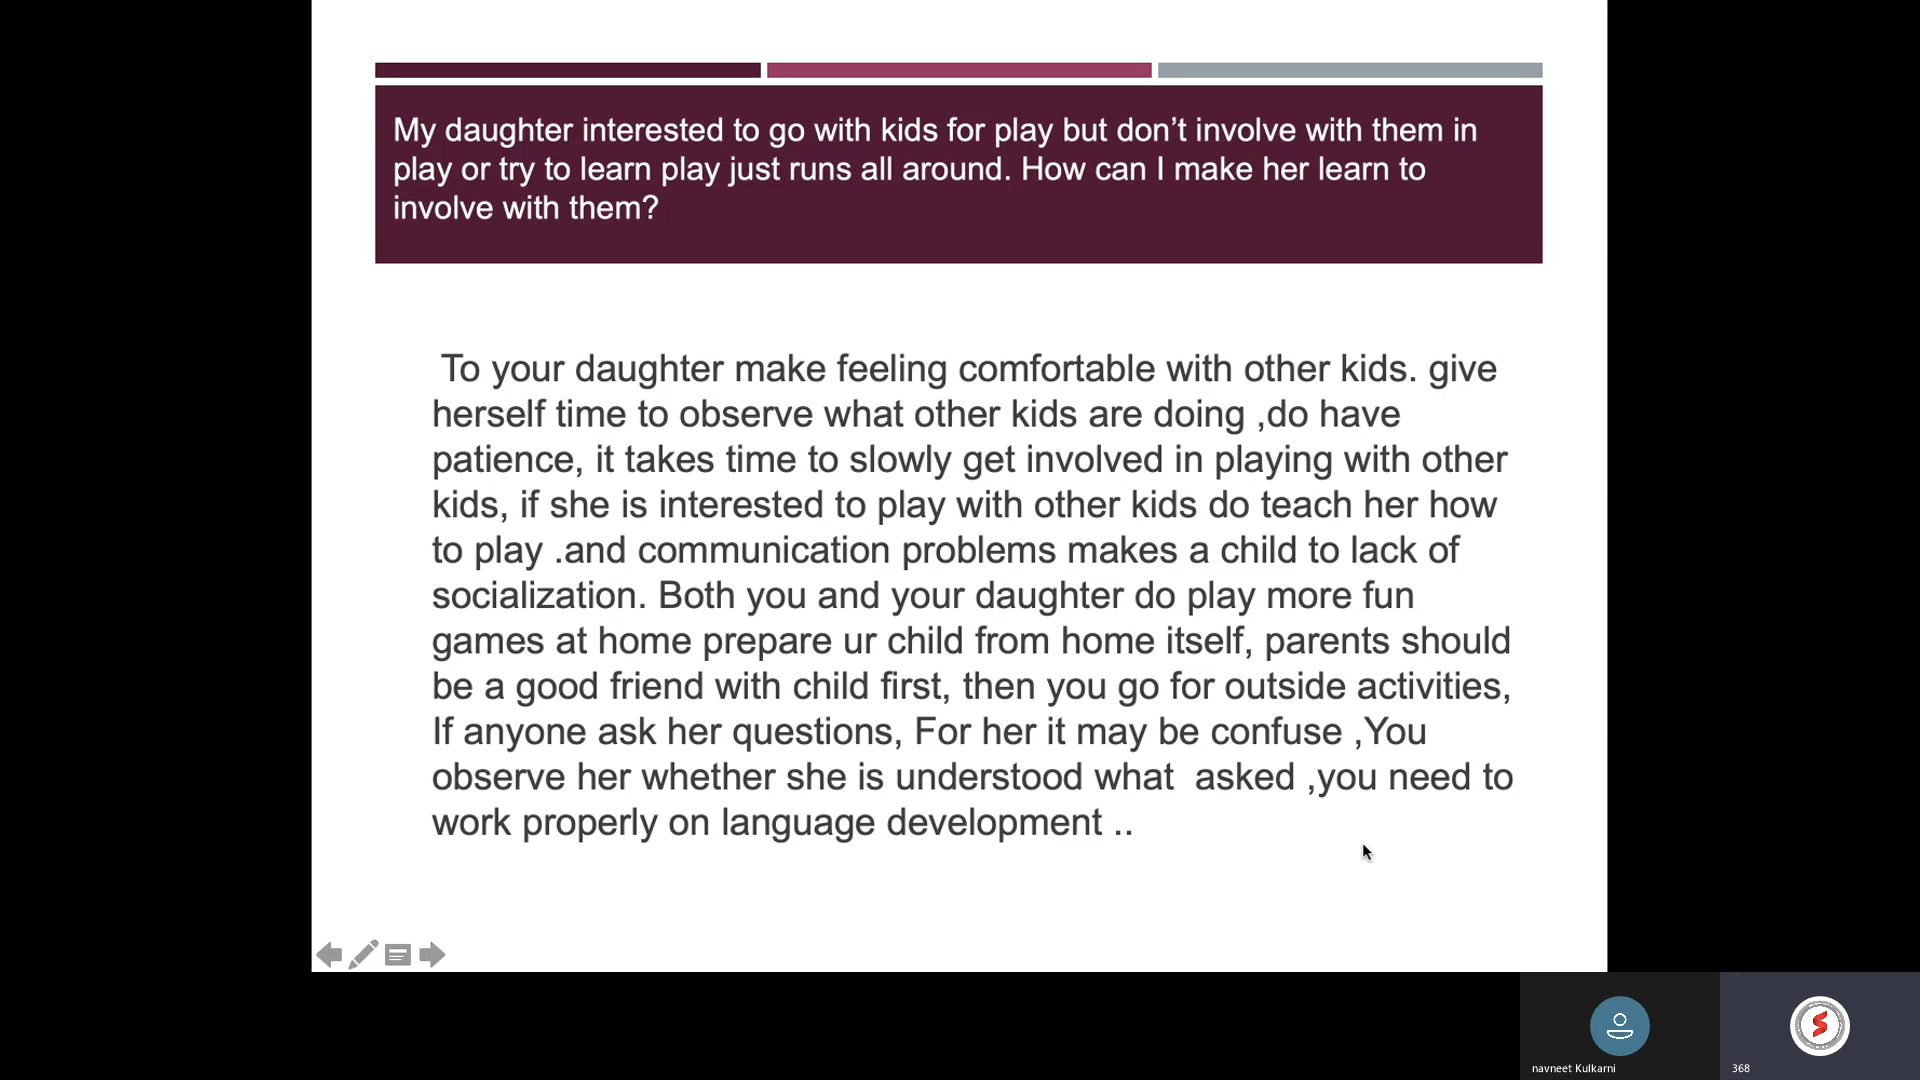 My daughter interested to go with kids for play but don’t involve with them in
play or try to learn play just runs all around. How can I make her learn to
involve with them?
To your daughter make feeling comfortable with other kids. give
herself time to observe what other kids are doing ,do have
patience, it takes time to slowly get involved in playing with other
kids, if she is interested to play with other kids do teach her how
to play .and communication problems makes a child to lack of
socialization. Both you and your daughter do play more fun
games at home prepare ur child from home itself, parents should
be a good friend with child first, then you go for outside activities,
If anyone ask her questions, For her it may be confuse ,You
observe her whether she is understood what  asked ,you need to
work properly on language development ..
navneet Kulkarni
368